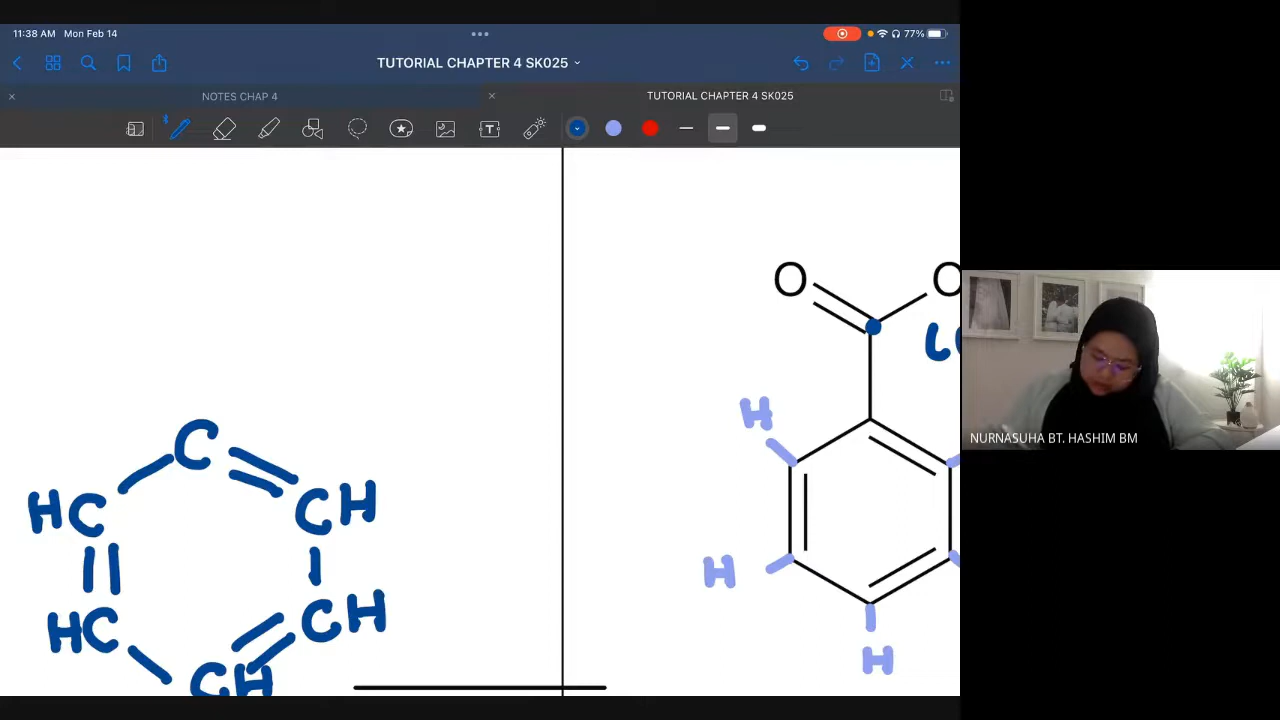 11:38 AM Mon Feb 14
77%
TUTORIAL CHAPTER 4 SK025
NOTES CHAP 4
TUTORIAL CHAPTER 4 SK025
T
O
O
H
C
HC
CH
H
HC
CH
CH
H
NURNASUHA BT. HASHIM BM